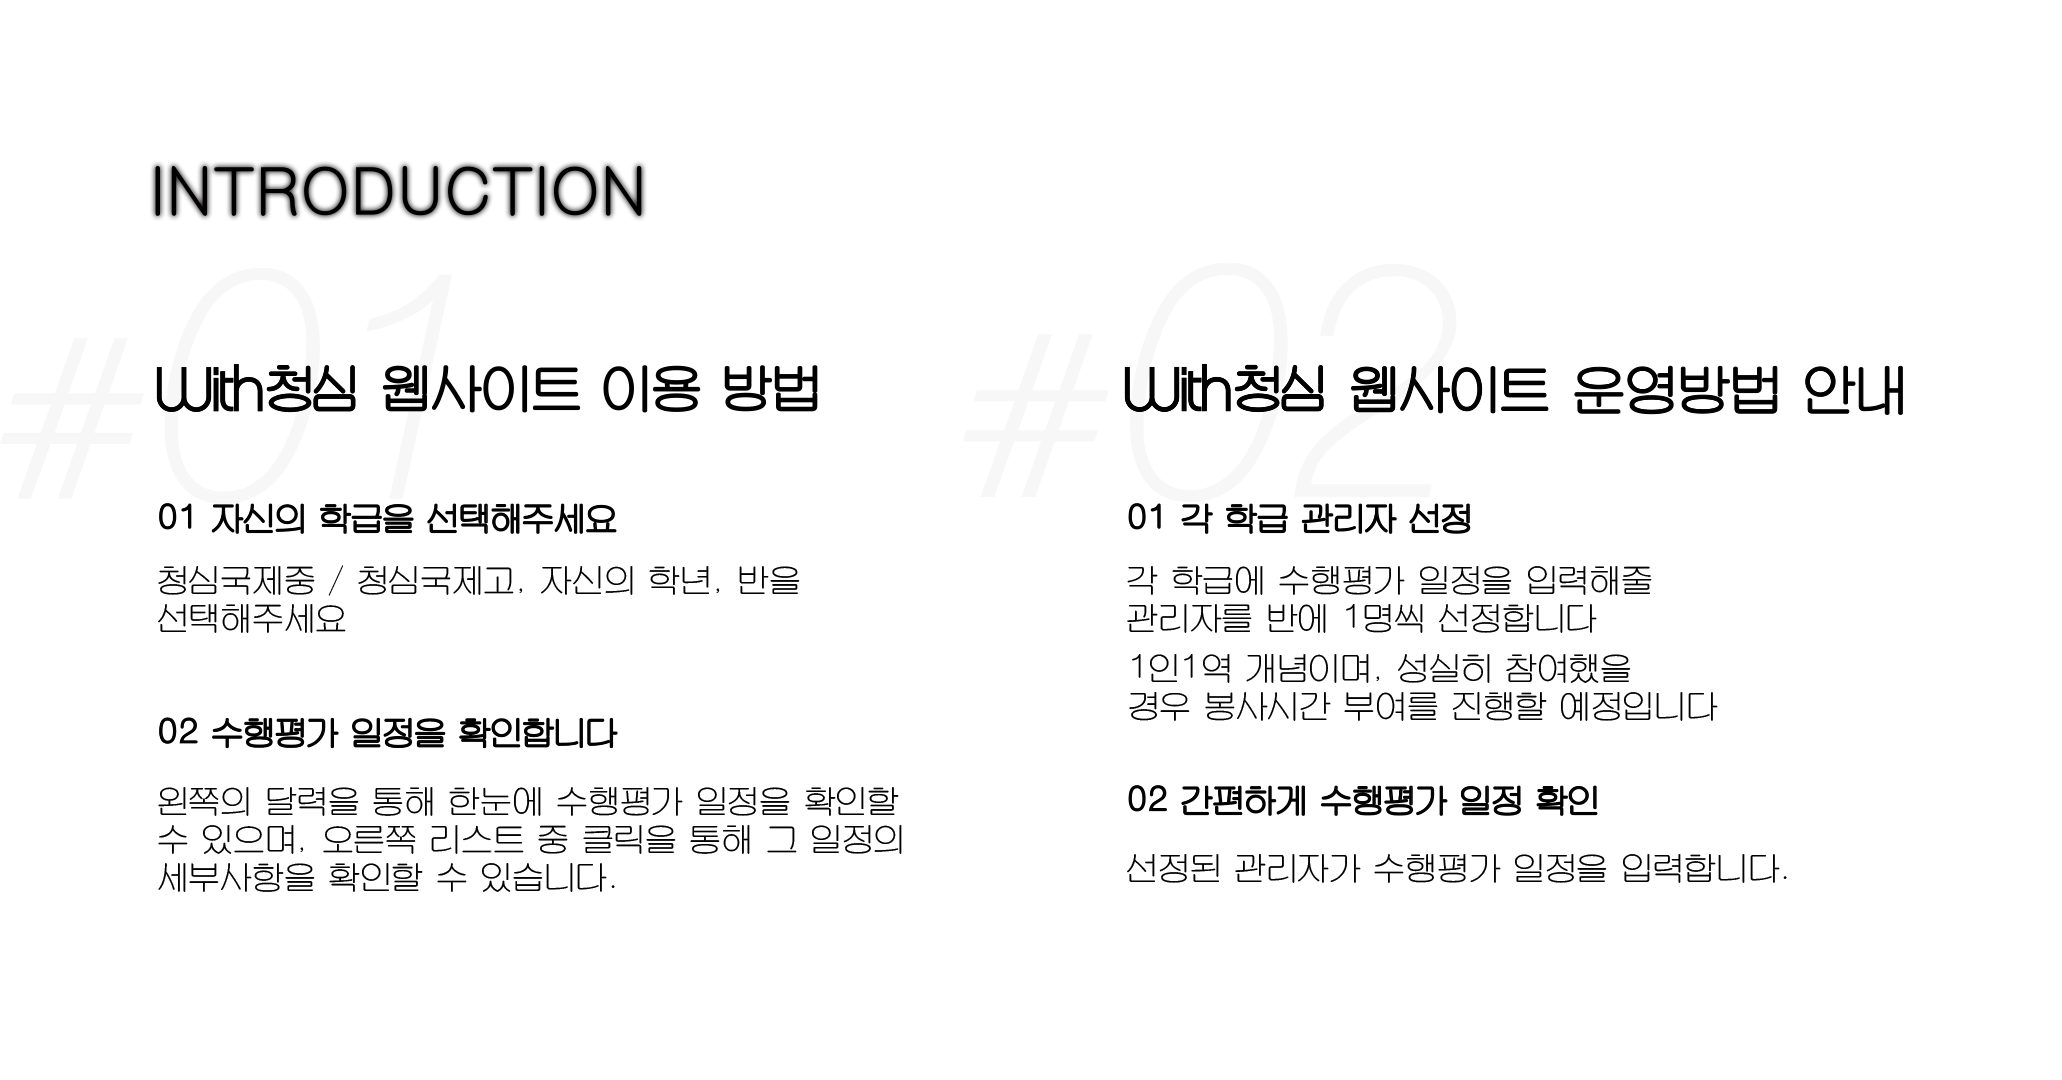 INTRODUCTION
#01
With청심 웹사이트 이용 방법
01 자신의 학급을 선택해주세요
청심국제중 / 청심국제고, 자신의 학년, 반을
선택해주세요
02 수행평가 일정을 확인합니다
왼쪽의 달력을 통해 한눈에 수행평가 일정을 확인할
수 있으며, 오른쪽 리스트 중 클릭을 통해 그 일정의
세부사항을 확인할 수 있습니다.
#02
With청심 웹사이트 운영방법 안내
01 각 학급 관리자 선정
각 학급에 수행평가 일정을 입력해줄
관리자를 반에 1명씩 선정합니다
1인1역 개념이며, 성실히 참여했을
경우 봉사시간 부여를 진행할 예정입니다
02 간편하게 수행평가 일정 확인
선정된 관리자가 수행평가 일정을 입력합니다.